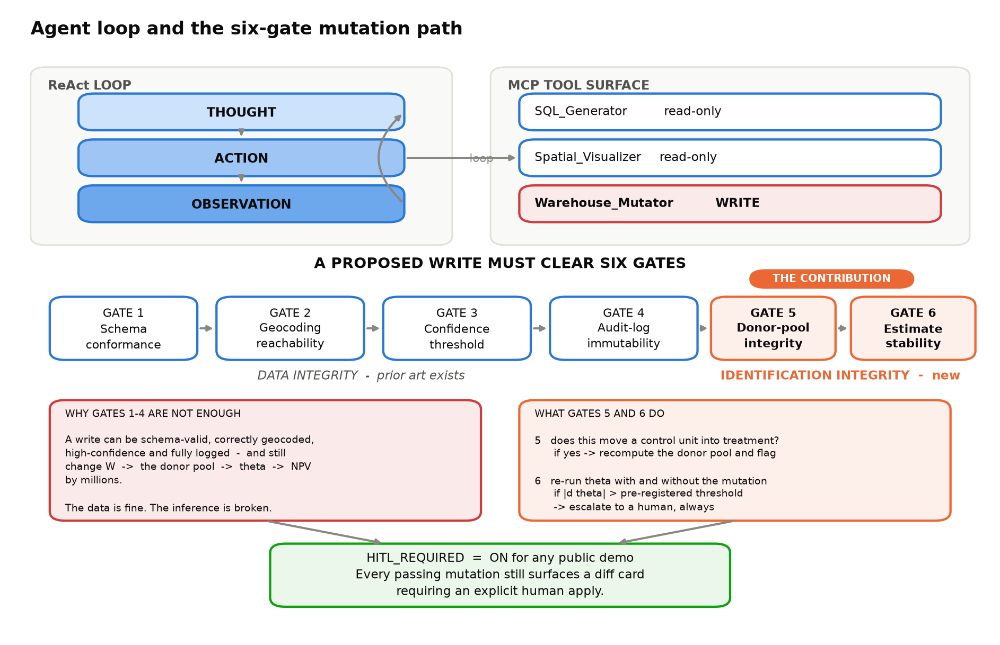 Agent loop and the six-gate mutation path
ReAct LOOP
THOUGHT
ACTION
OBSERVATION
loop
MCP TOOL SURFACE
SQL_Generator read-only
Spatial_Visualizer read-only
Warehouse_Mutator WRITE
A PROPOSED WRITE MUST CLEAR SIX GATES
THE CONTRIBUTION
GATE 1
Schema
conformance
GATE 2
Geocoding
reachability
GATE 3
Confidence
threshold
GATE 4
Audit-log
immutability
GATE 5
Donor-pool
integrity
GATE 6
Estimate
stability
DATA INTEGRITY - prior art exists
IDENTIFICATION INTEGRITY - new
WHY GATES 1-4 ARE NOT ENOUGH
A write can be schema-valid, correctly geocoded,
high-confidence and fully logged - and still
change W -> the donor pool -> theta -> NPV
by millions.
The data is fine. The inference is broken.
WHAT GATES 5 AND 6 DO
5 does this move a control unit into treatment?
if yes -> recompute the donor pool and flag
6 re-run theta with and without the mutation
if |d theta| > pre-registered threshold
-> escalate to a human, always
HITL_REQUIRED = ON for any public demo
Every passing mutation still surfaces a diff card
requiring an explicit human apply.